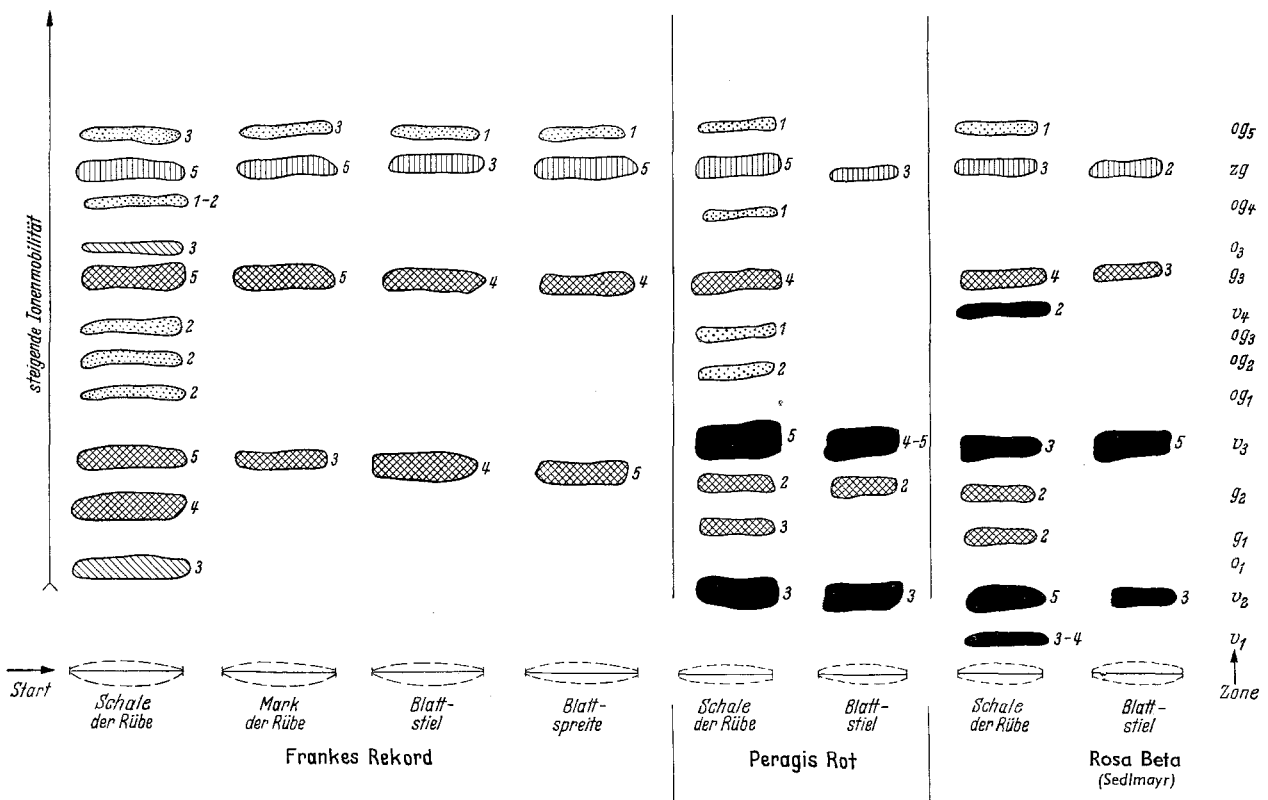 steigende Ionenmobilität
3 3 1 1 1 1 og5
5 5 3 5 5 3 3 2 zg
1-2 1 og4
3 o3
5 5 4 4 4 4 3 g3
2 v4
2 1 og3
2 2 og2
2 og1
5 3 4 5 5 4-5 3 5 v3
4 2 2 2 g2
3 2 g1
3 o1
3 3 5 3 v2
3-4 v1
Start
Zone
Schale
der Rübe
Mark
der Rübe
Blatt-
stiel
Blatt-
spreite
Schale
der Rübe
Blatt-
stiel
Schale
der Rübe
Blatt-
stiel
Frankes Rekord
Peragis Rot
Rosa Beta
(Sedlmayr)